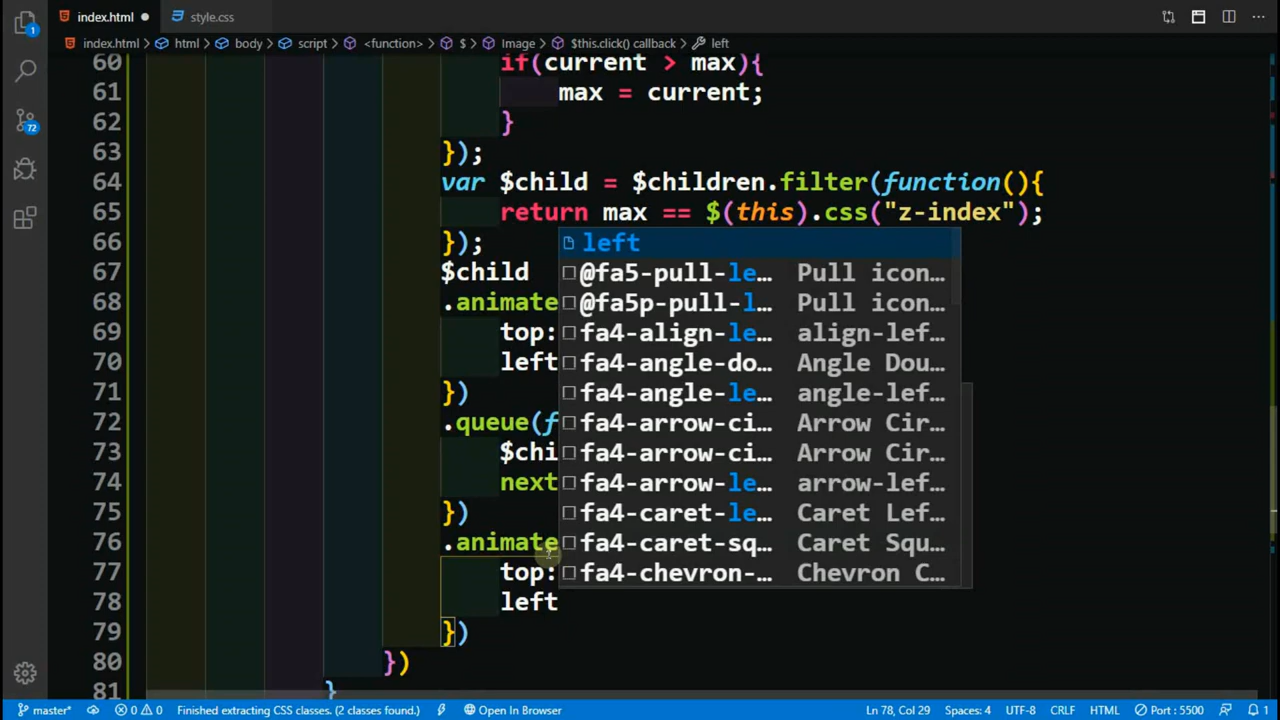 index.html
style.css
index.html > html > body > script > <function> > $ > Image > $this.click() callback > left
60 if(current > max){
61 max = current;
62 }
63 });
64 var $child = $children.filter(function(){
65 return max == $(this).css("z-index");
66 });
left
67 $child
@fa5-pull-le… Pull icon…
68 .animate
@fa5p-pull-l… Pull icon…
69 top:
fa4-align-le… align-lef…
70 left
fa4-angle-do… Angle Dou…
71 })
fa4-angle-le… angle-lef…
72 .queue(f
fa4-arrow-ci… Arrow Cir…
73 $chi
fa4-arrow-ci… Arrow Cir…
74 next
fa4-arrow-le… arrow-lef…
75 })
fa4-caret-le… Caret Lef…
76 .animate
fa4-caret-sq… Caret Squ…
77 top:
fa4-chevron-… Chevron C…
78 left
79 })
80 })
81 }
1
72
master* 0 0 Finished extracting CSS classes. (2 classes found.) Open In Browser Ln 78, Col 29 Spaces: 4 UTF-8 CRLF HTML Port : 5500 1